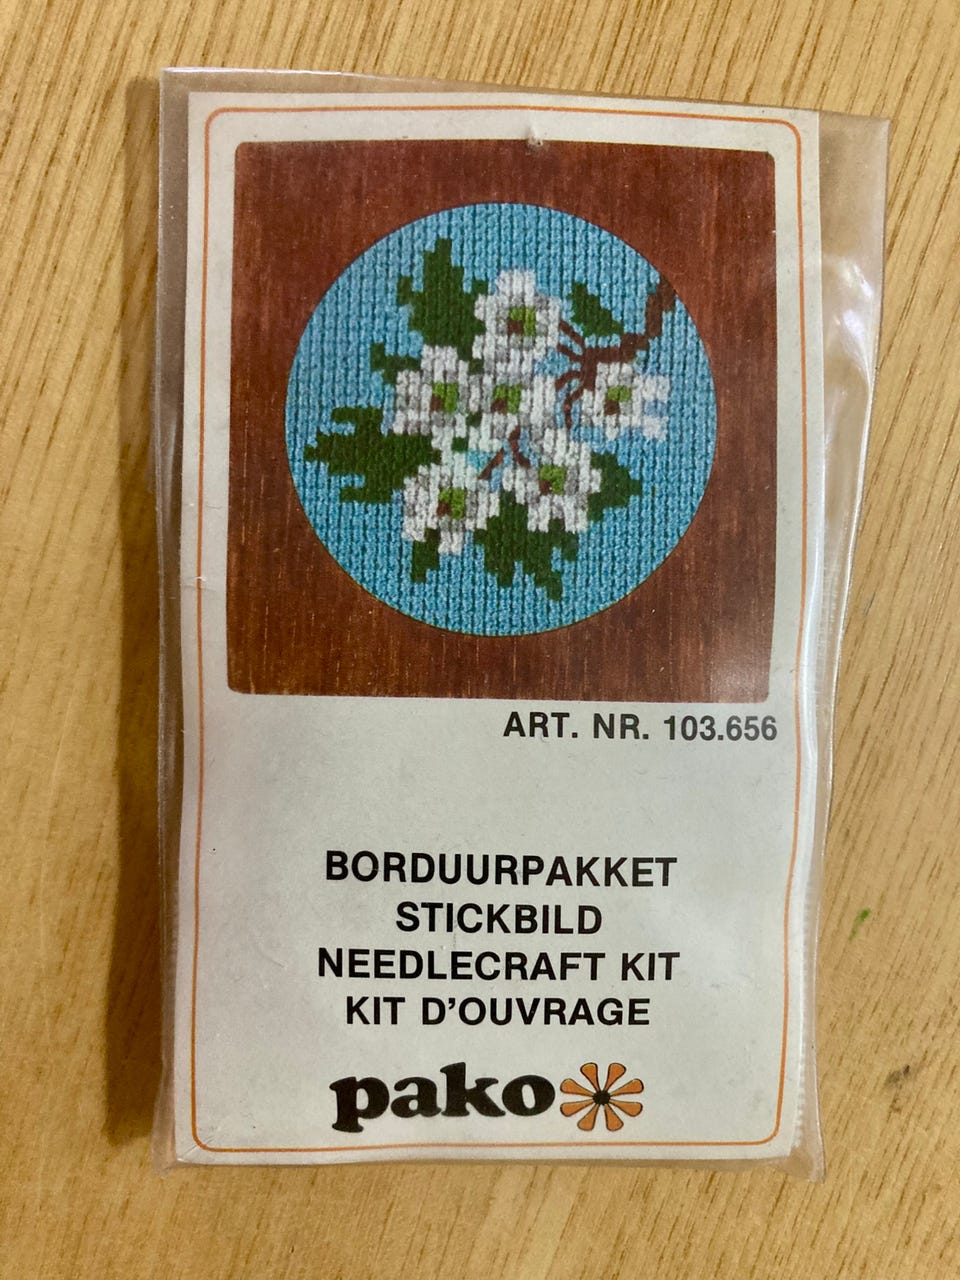 ART. NR. 103.656
BORDUURPAKKET
STICKBILD
NEEDLECRAFT KIT
KIT D'OUVRAGE
pako